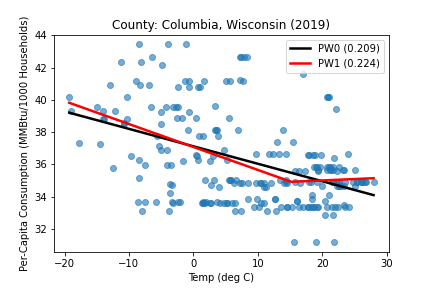 County: Columbia, Wisconsin (2019)
Per-Capita Consumption (MMBtu/1000 Households)
44
42
40
38
36
34
32
PW0 (0.209)
PW1 (0.224)
−20 −10 0 10 20 30
Temp (deg C)